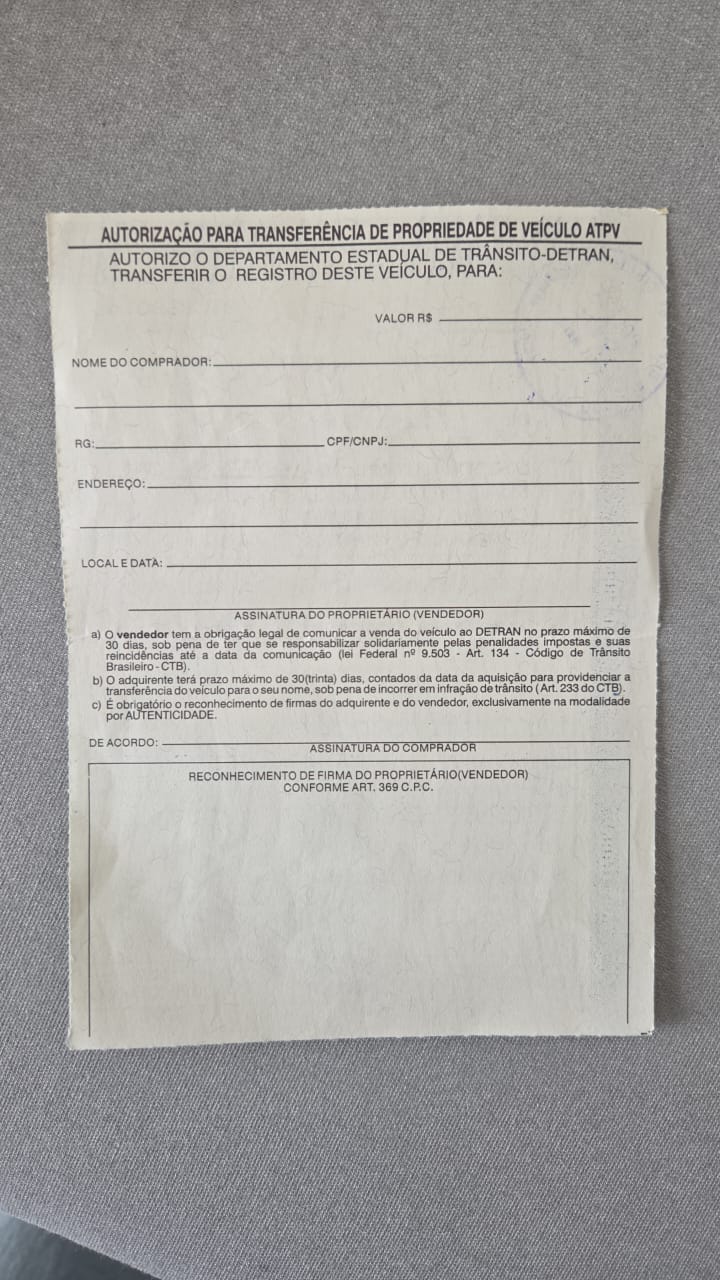 AUTORIZAÇÃO PARA TRANSFERÊNCIA DE PROPRIEDADE DE VEÍCULO ATPV
AUTORIZO O DEPARTAMENTO ESTADUAL DE TRÂNSITO-DETRAN,
TRANSFERIR O REGISTRO DESTE VEÍCULO, PARA:
VALOR R$
NOME DO COMPRADOR:
RG: CPF/CNPJ:
ENDEREÇO:
LOCAL E DATA:
ASSINATURA DO PROPRIETÁRIO (VENDEDOR)
a) O vendedor tem a obrigação legal de comunicar a venda do veículo ao DETRAN no prazo máximo de
30 dias, sob pena de ter que se responsabilizar solidariamente pelas penalidades impostas e suas
reincidências até a data da comunicação (lei Federal nº 9.503 - Art. 134 - Código de Trânsito
Brasileiro - CTB).
b) O adquirente terá prazo máximo de 30(trinta) dias, contados da data da aquisição para providenciar a
transferência do veículo para o seu nome, sob pena de incorrer em infração de trânsito (Art. 233 do CTB).
c) É obrigatório o reconhecimento de firmas do adquirente e do vendedor, exclusivamente na modalidade
por AUTENTICIDADE.
DE ACORDO:
ASSINATURA DO COMPRADOR
RECONHECIMENTO DE FIRMA DO PROPRIETÁRIO(VENDEDOR)
CONFORME ART. 369 C.P.C.